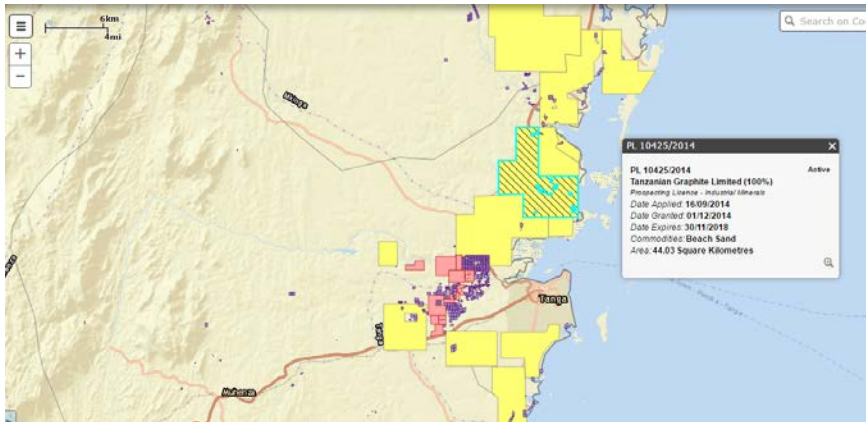 6km
4mi
+
−
Search on Co
Mkinga
Tanga
Muheza
PL 10425/2014
PL 10425/2014 Active
Tanzanian Graphite Limited (100%)
Prospecting Licence - Industrial Minerals
Date Applied: 16/09/2014
Date Granted: 01/12/2014
Date Expires: 30/11/2018
Commodities: Beach Sand
Area: 44.03 Square Kilometres